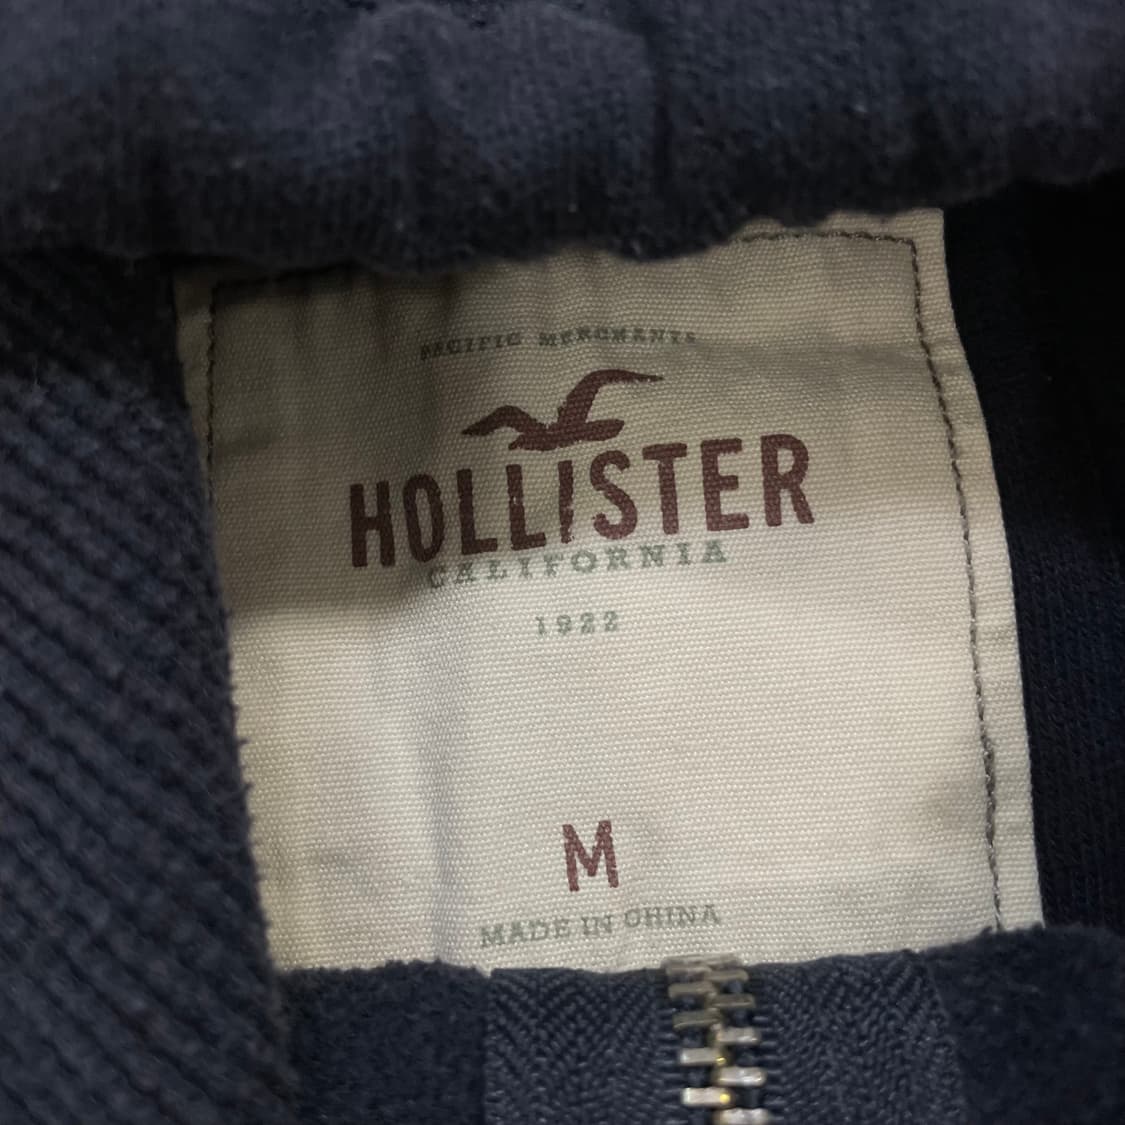 PACIFIC MERCHANTS
HOLLISTER
CALIFORNIA
1922
M
MADE IN CHINA